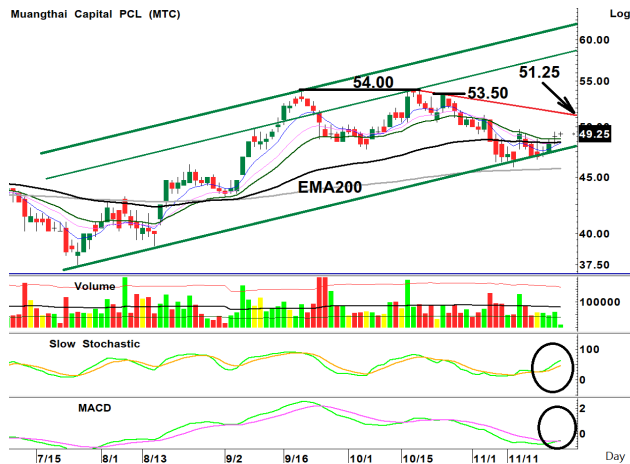 Muangthai Capital PCL (MTC) Log
60.00
55.00
54.00
53.50
51.25
49.25
45.00
EMA200
40.00
37.50
Volume
100000
Slow Stochastic
100
0
MACD
2
0
7/15 8/1 8/13 9/2 9/16 10/1 10/15 11/1 11/11 Day